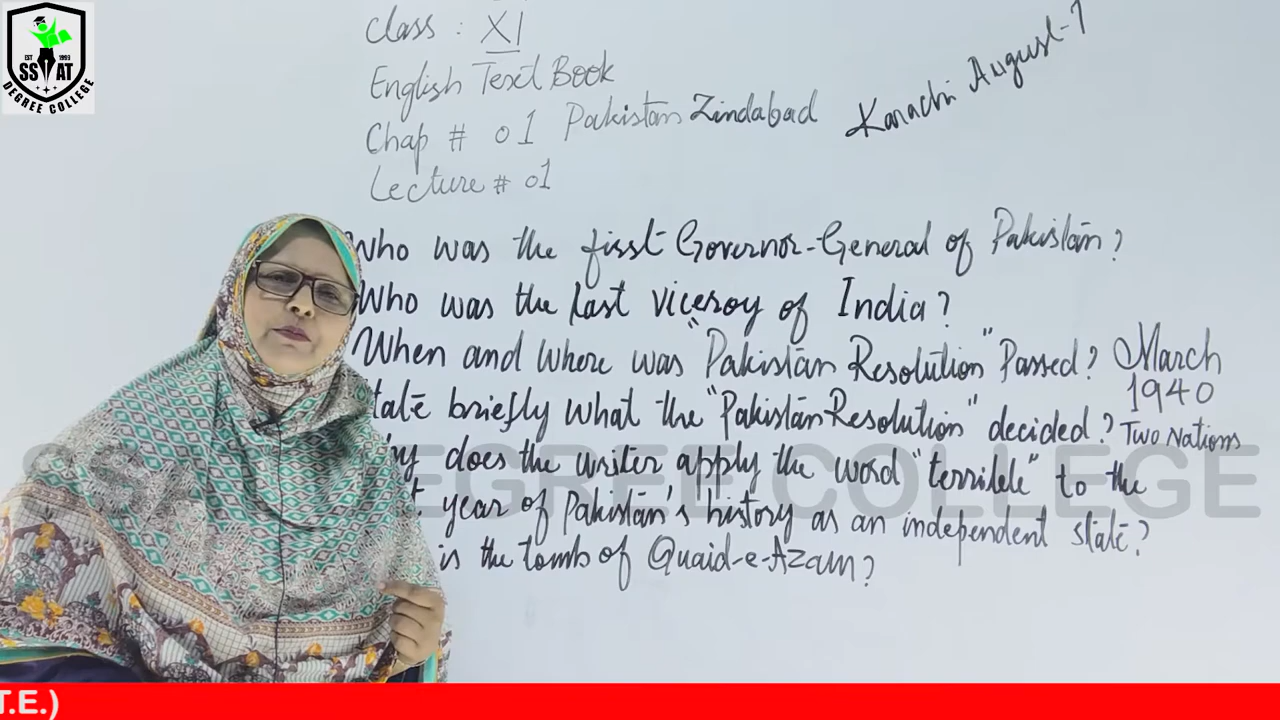 EST 1993
SS AT
DEGREE COLLEGE
Class : XI
English Text Book
Chap # 01 Pakistan Zindabad
Karachi August-7
Lecture # 01
Who was the first Governor-General of Pakistan?
Who was the last viceroy of India?
When and where was "Pakistan Resolution" Passed? March 1940
tate briefly what the "Pakistan Resolution" decided? Two Nations
hy does the writer apply the word "terrible" to the
t year of Pakistan's history as an independent state?
is the tomb of Quaid-e-Azam?
DEGREE COLLEGE
T.E.)